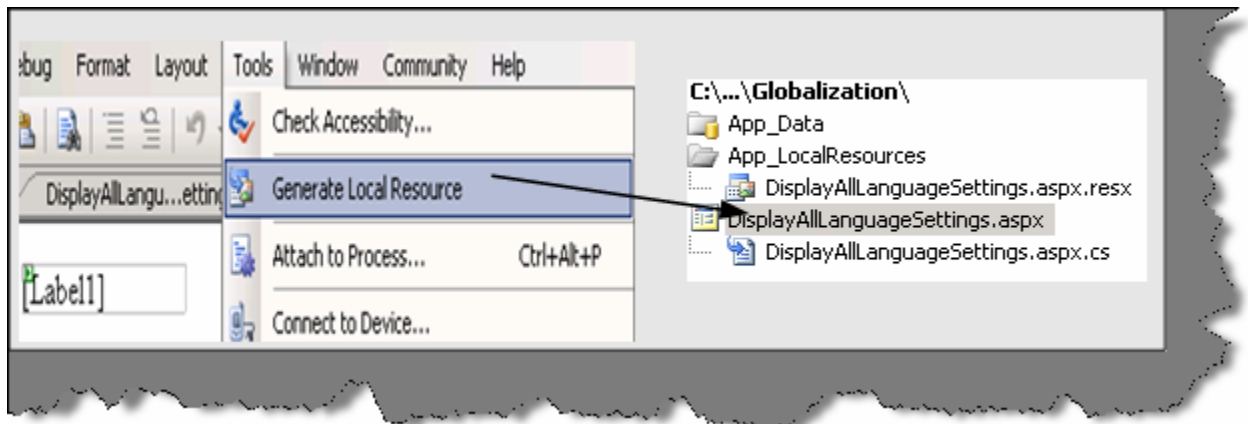 ebug Format Layout Tools Window Community Help
Check Accessibility...
DisplayAllLangu...etting
Generate Local Resource
[Label1]
Attach to Process... Ctrl+Alt+P
Connect to Device...
C:\...\Globalization\
App_Data
App_LocalResources
DisplayAllLanguageSettings.aspx.resx
DisplayAllLanguageSettings.aspx
DisplayAllLanguageSettings.aspx.cs